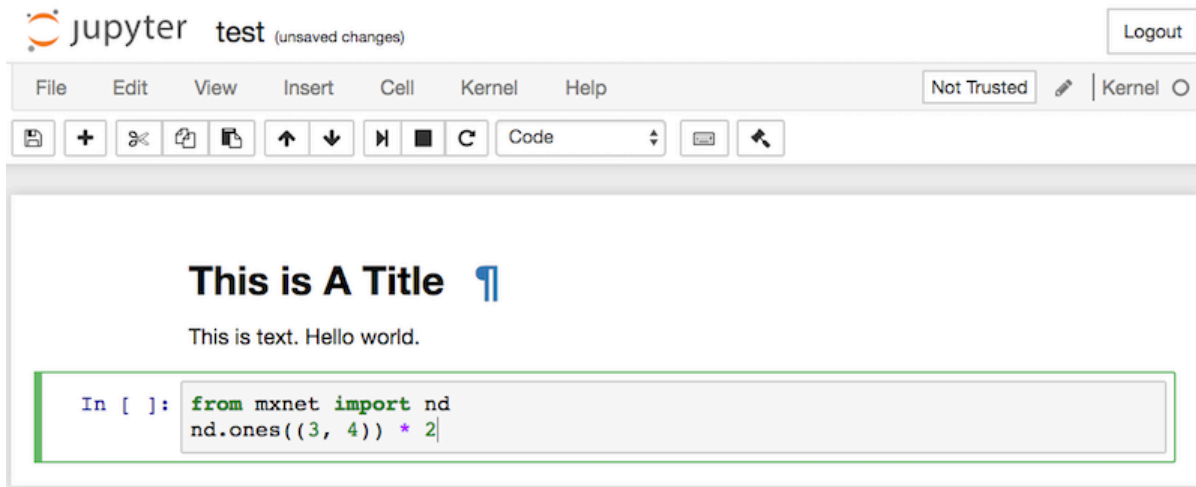 jupyter test (unsaved changes) Logout
File Edit View Insert Cell Kernel Help Not Trusted Kernel
Code
This is A Title ¶
This is text. Hello world.
In [ ]: from mxnet import nd
nd.ones((3, 4)) * 2